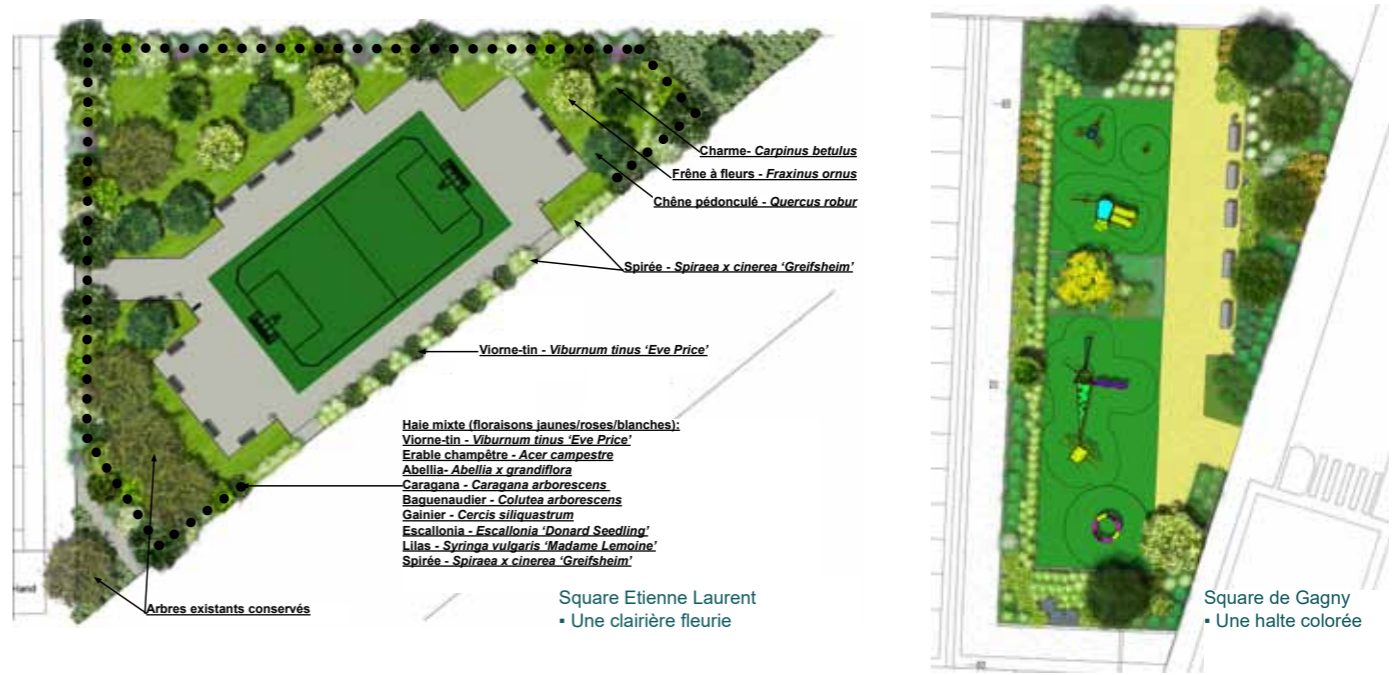 Charme- Carpinus betulus
Frêne à fleurs - Fraxinus ornus
Chêne pédonculé - Quercus robur
Spirée - Spiraea x cinerea ‘Greifsheim’
Viorne-tin - Viburnum tinus ‘Eve Price’
Haie mixte (floraisons jaunes/roses/blanches):
Viorne-tin - Viburnum tinus ‘Eve Price’
Erable champêtre - Acer campestre
Abellia- Abellia x grandiflora
Caragana - Caragana arborescens
Baguenaudier - Colutea arborescens
Gainier - Cercis siliquastrum
Escallonia - Escallonia ‘Donard Seedling’
Lilas - Syringa vulgaris ‘Madame Lemoine’
Spirée - Spiraea x cinerea ‘Greifsheim’
Arbres existants conservés
Square Etienne Laurent
▪ Une clairière fleurie
Square de Gagny
▪ Une halte colorée